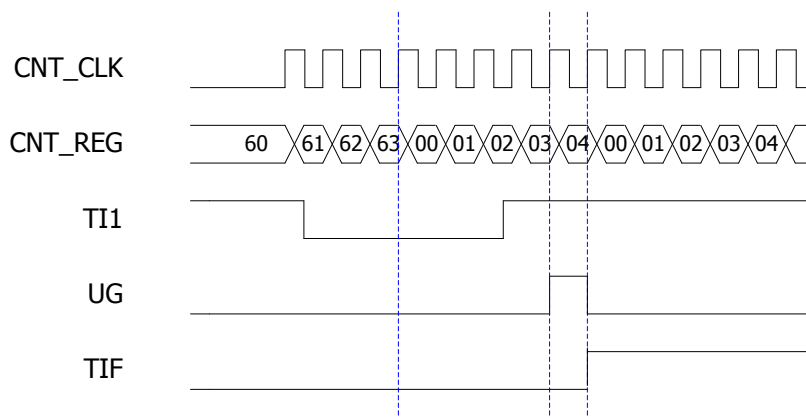 CNT_CLK
CNT_REG 60 61 62 63 00 01 02 03 04 00 01 02 03 04
TI1
UG
TIF